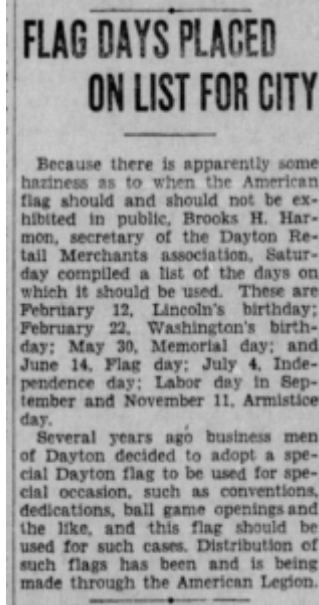 FLAG DAYS PLACED
ON LIST FOR CITY
Because there is apparently some
haziness as to when the American
flag should and should not be ex-
hibited in public, Brooks H. Har-
mon, secretary of the Dayton Re-
tail Merchants association, Satur-
day compiled a list of the days on
which it should be used. These are
February 12, Lincoln's birthday;
February 22, Washington's birth-
day; May 30, Memorial day; and
June 14, Flag day; July 4, Inde-
pendence day; Labor day in Sep-
tember and November 11, Armistice
day.
Several years ago business men
of Dayton decided to adopt a spe-
cial Dayton flag to be used for spe-
cial occasion, such as conventions,
dedications, ball game openings and
the like, and this flag should be
used for such cases. Distribution of
such flags has been and is being
made through the American Legion.